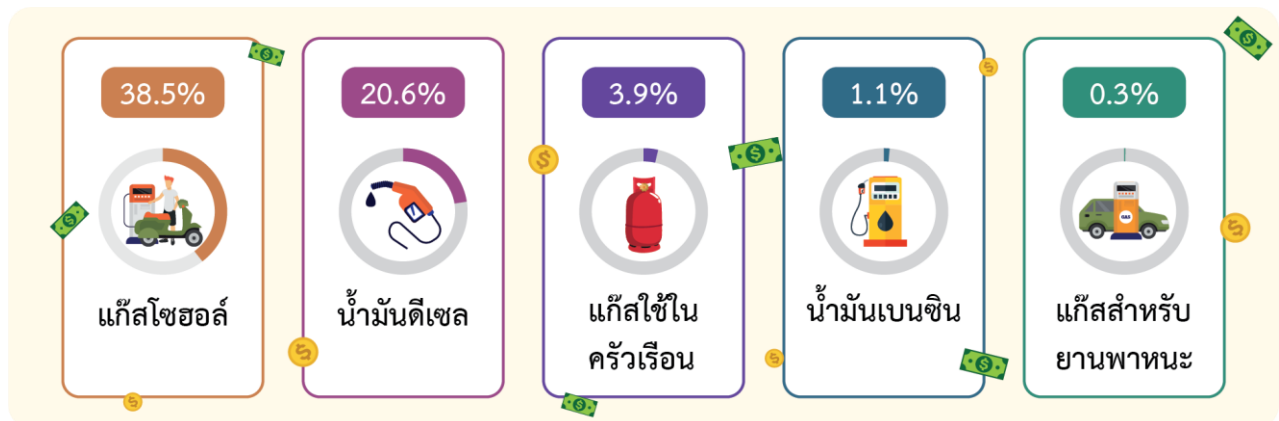 38.5%
20.6%
3.9%
1.1%
0.3%
GAS
แก๊สโซฮอล์
น้ำมันดีเซล
แก๊สใช้ใน
ครัวเรือน
น้ำมันเบนซิน
แก๊สสำหรับ
ยานพาหนะ